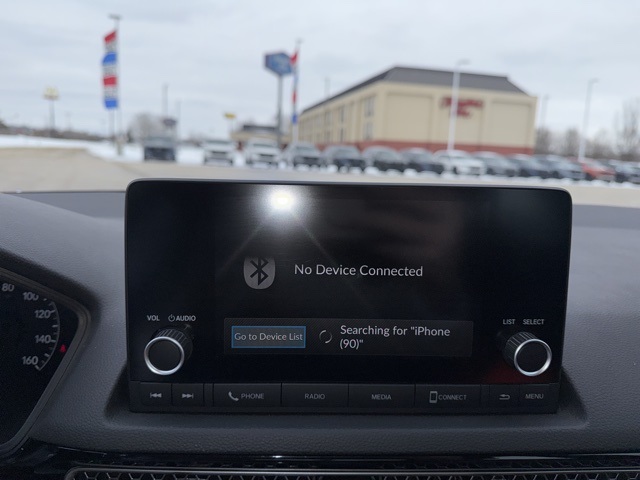 No Device Connected
VOL
AUDIO
LIST SELECT
Go to Device List
Searching for "iPhone
(90)"
80
100
120
140
160
PHONE
RADIO
MEDIA
CONNECT
MENU